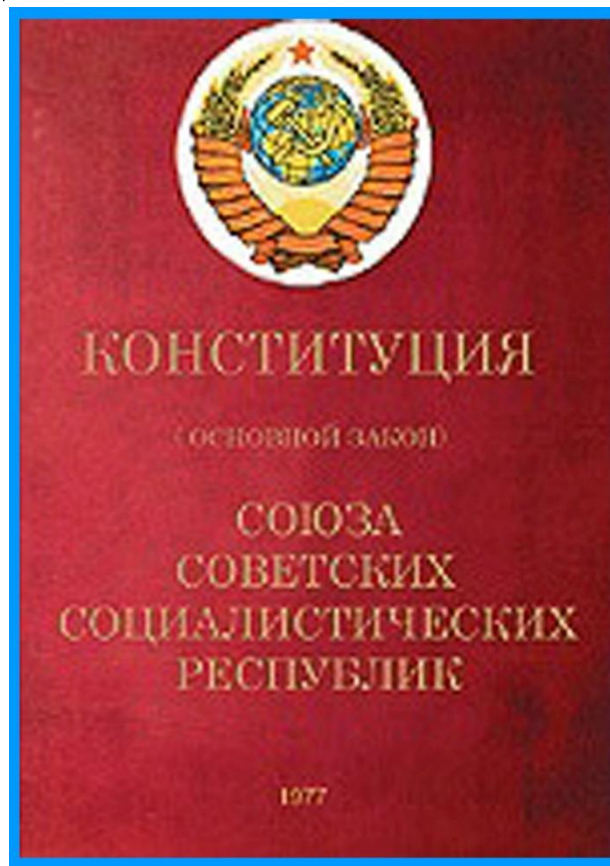 КОНСТИТУЦИЯ
(ОСНОВНОЙ ЗАКОН)
СОЮЗА
СОВЕТСКИХ
СОЦИАЛИСТИЧЕСКИХ
РЕСПУБЛИК
1977